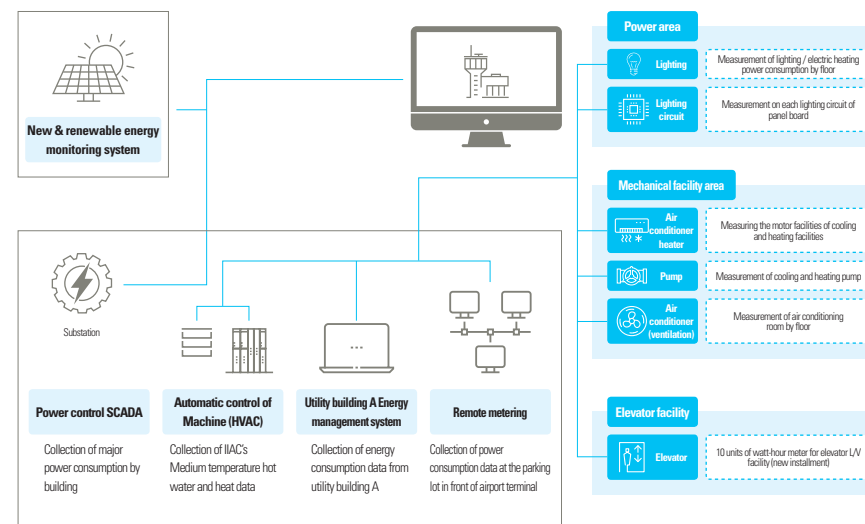 New & renewable energy
monitoring system
Substation
Power control SCADA
Collection of major
power consumption by
building
Automatic control of
Machine (HVAC)
Collection of IIAC's
Medium temperature hot
water and heat data
Utility building A Energy
management system
Collection of energy
consumption data from
utility building A
Remote metering
Collection of power
consumption data at the parking
lot in front of airport terminal
Power area
Lighting
Measurement of lighting / electric heating
power consumption by floor
Lighting
circuit
Measurement on each lighting circuit of
panel board
Mechanical facility area
Air
conditioner
heater
Measuring the motor facilities of cooling
and heating facilities
Pump
Measurement of cooling and heating pump
Air
conditioner
(ventilation)
Measurement of air conditioning
room by floor
Elevator facility
Elevator
10 units of watt-hour meter for elevator L/V
facility (new installment)